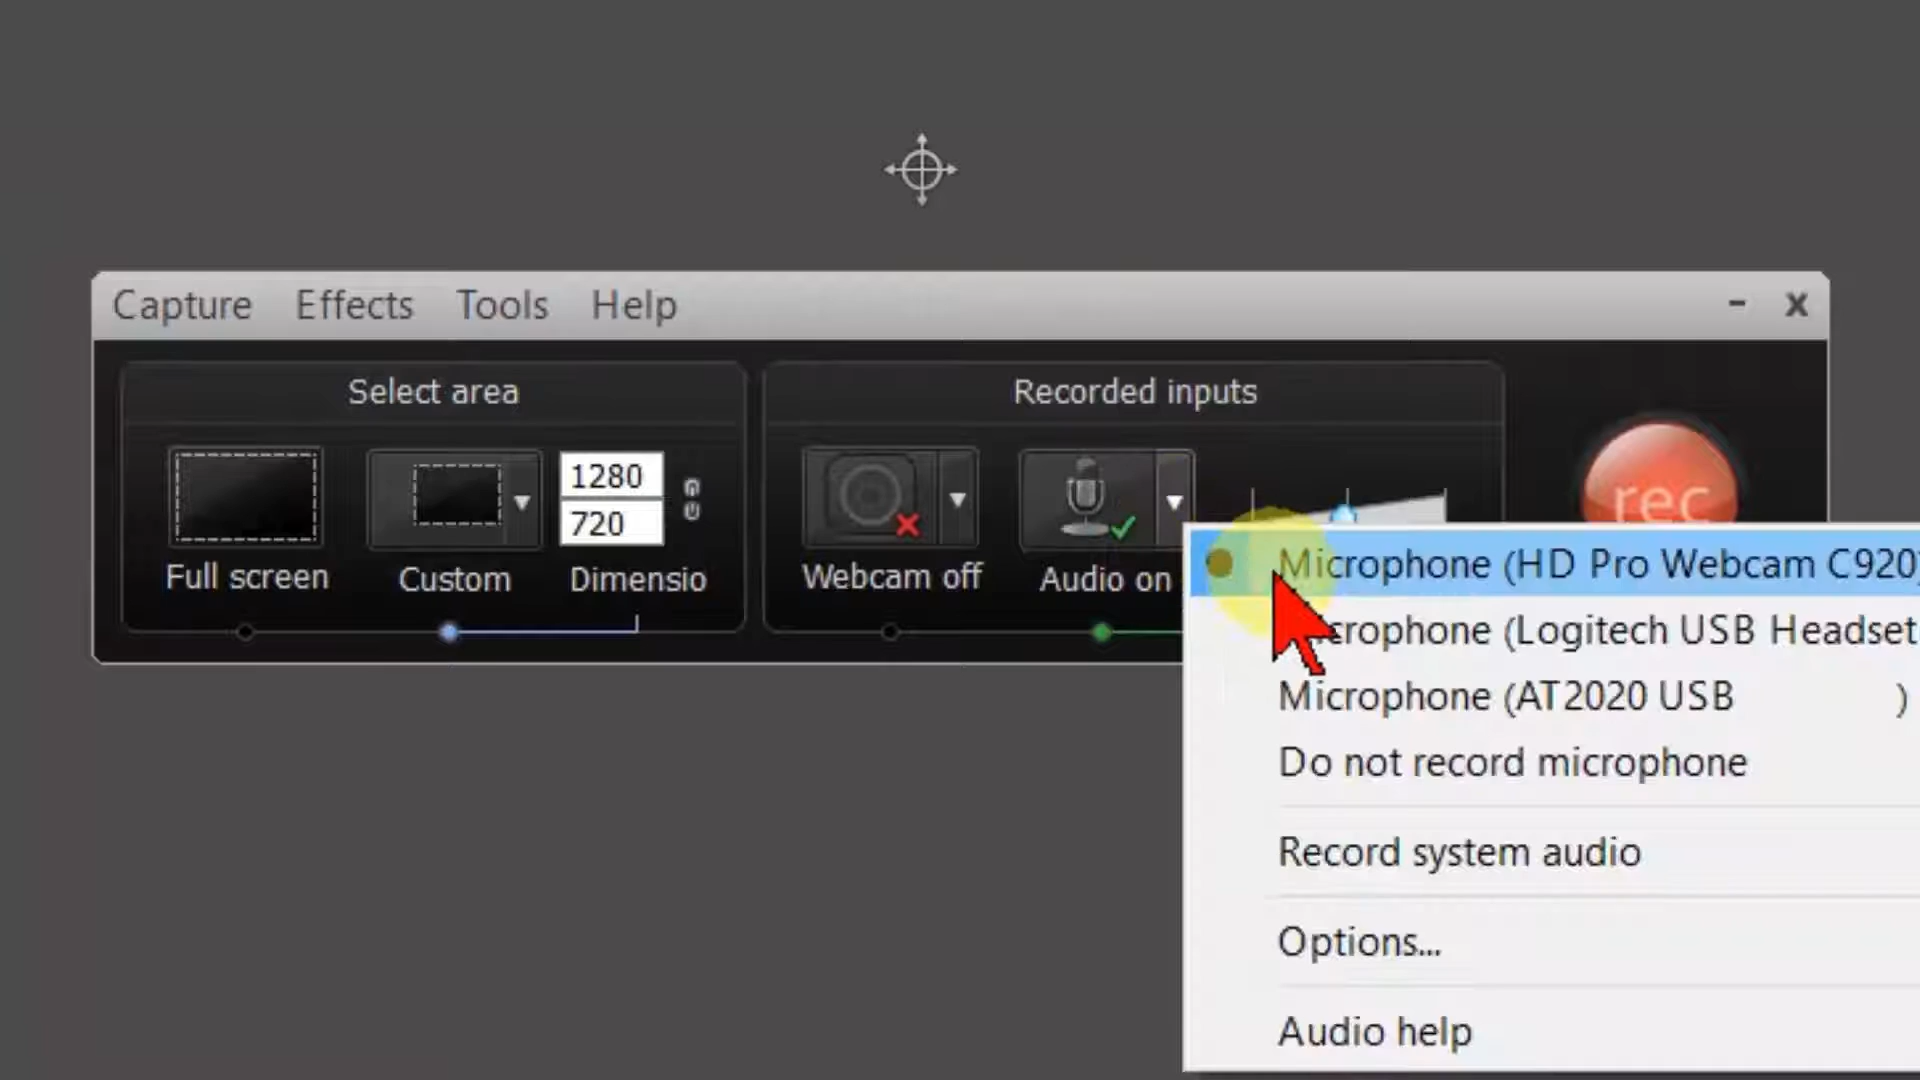 Capture Effects Tools Help
Select area
Recorded inputs
1280
720
rec
Full screen
Custom
Dimensio
Webcam off
Audio on
Microphone (HD Pro Webcam C920)
crophone (Logitech USB Headset
Microphone (AT2020 USB )
Do not record microphone
Record system audio
Options...
Audio help